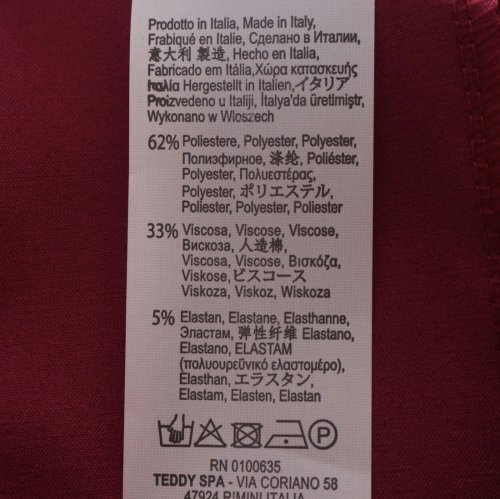 Prodotto in Italia, Made in Italy,
Frabiqué en Italie, Сделано в Италии,
意大利 製造, Hecho en Italia,
Fabricado em Itália,Χώρα κατασκευής
Ιταλία Hergestellt in Italien,イタリア
Proizvedeno u Italiji, İtalya'da üretlmiştr,
Wykonano w Wloszech
62% Poliestere, Polyester, Polyester,
Полиэфирное, 涤纶, Poliéster,
Polyester, Πολυεστέρας,
Polyester, ポリエステル,
Poliester, Polyester, Poliester
33% Viscosa, Viscose, Viscose,
Вискоза, 人造棉,
Viscosa, Viscose, Βισκόζα,
Viskose,ビスコース
Viskoza, Viskoz, Wiskoza
5% Elastan, Elastane, Elasthanne,
Эластам, 弹性纤维 Elastano,
Elastano, ELASTAM
(πολυουρεϋνικό ελαστομέρο),
Elasthan, エラスタン,
Elastam, Elasten, Elastan
P
RN 0100635
TEDDY SPA - VIA CORIANO 58
47924 RIMINI ITALIA